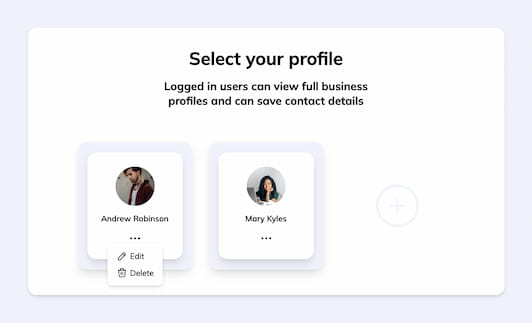 Select your profile
Logged in users can view full business
profiles and can save contact details
Andrew Robinson
Mary Kyles
Edit
Delete